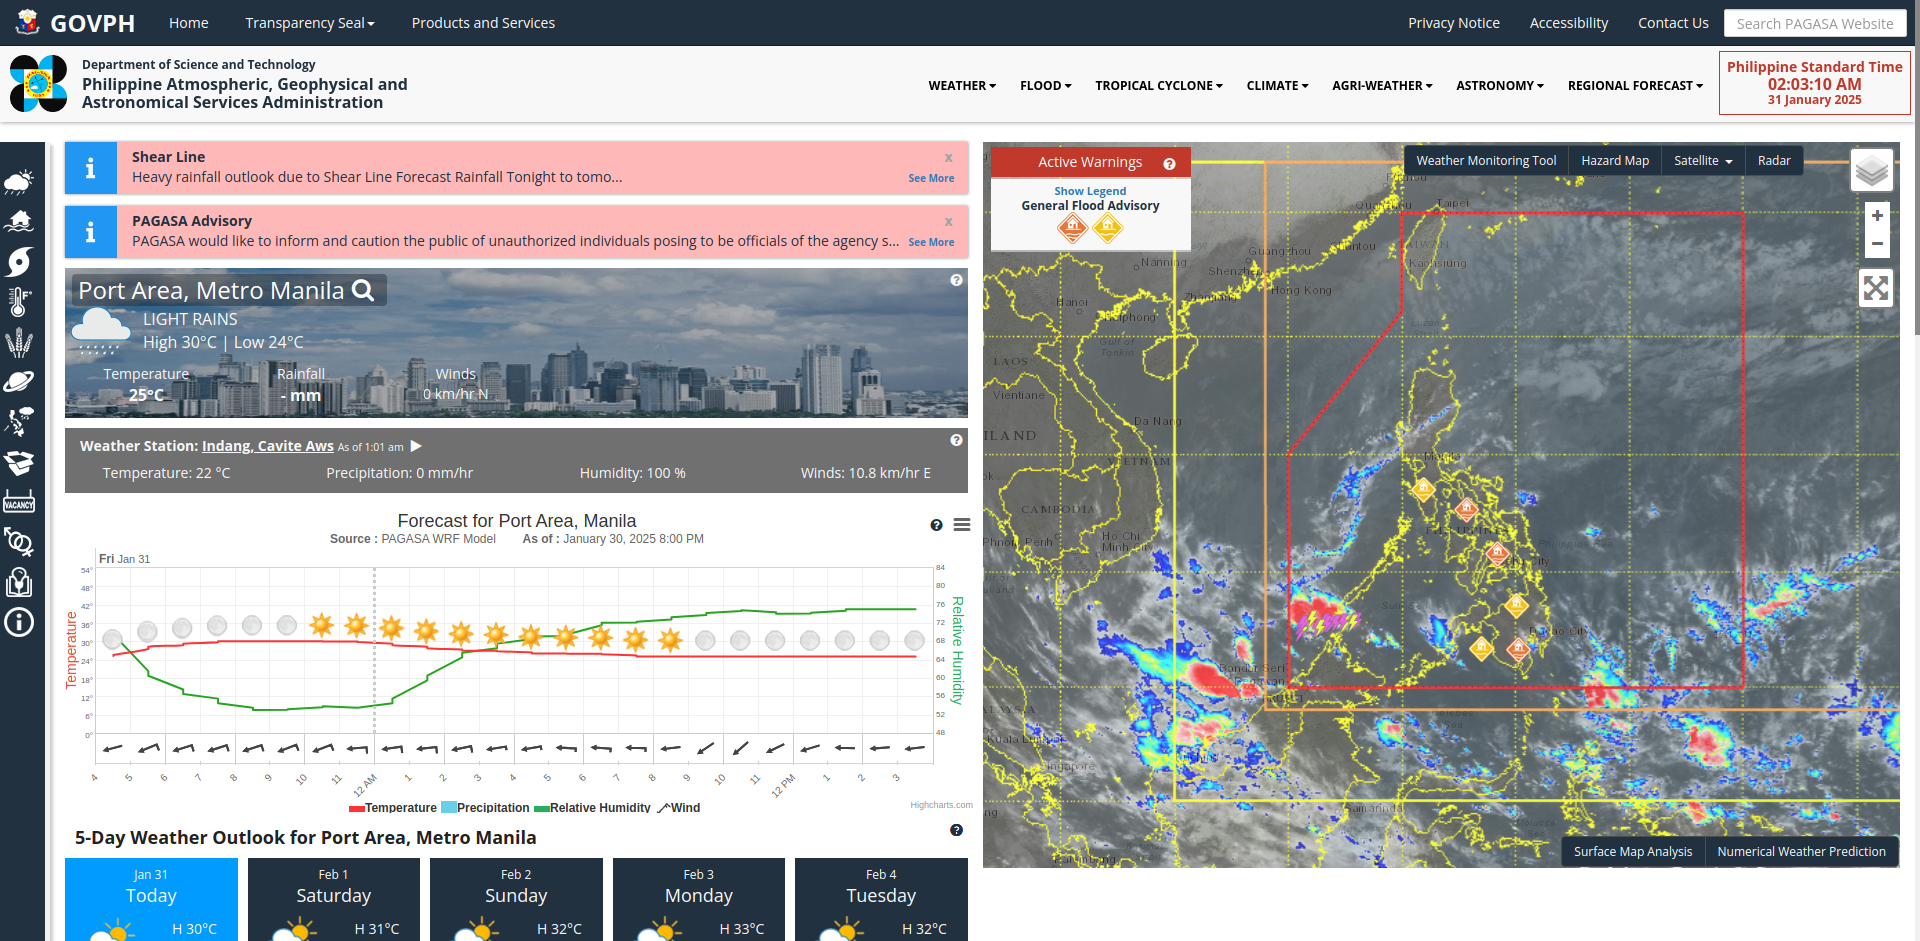 GOVPH
Home
Transparency Seal
Products and Services
Privacy Notice
Accessibility
Contact Us
Search PAGASA Website
Department of Science and Technology
Philippine Atmospheric, Geophysical and
Astronomical Services Administration
WEATHER
FLOOD
TROPICAL CYCLONE
CLIMATE
AGRI-WEATHER
ASTRONOMY
REGIONAL FORECAST
Philippine Standard Time
02:03:10 AM
31 January 2025
VACANCY
Shear Line
x
Heavy rainfall outlook due to Shear Line Forecast Rainfall Tonight to tomo...
See More
PAGASA Advisory
x
PAGASA would like to inform and caution the public of unauthorized individuals posing to be officials of the agency s...
See More
Port Area, Metro Manila
LIGHT RAINS
High 30°C | Low 24°C
Temperature
Rainfall
Winds
25°C
- mm
0 km/hr N
Weather Station: Indang, Cavite Aws As of 1:01 am
Temperature: 22 °C
Precipitation: 0 mm/hr
Humidity: 100 %
Winds: 10.8 km/hr E
Forecast for Port Area, Manila
Source : PAGASA WRF Model As of : January 30, 2025 8:00 PM
Fri Jan 31
Temperature
54°
48°
42°
36°
30°
24°
18°
12°
6°
0°
84
80
76
72
68
64
60
56
52
48
Relative Humidity
4 5 6 7 8 9 10 11 12 AM 1 2 3 4 5 6 7 8 9 10 11 12 PM 1 2 3
Temperature Precipitation Relative Humidity Wind
Highcharts.com
5-Day Weather Outlook for Port Area, Metro Manila
Jan 31
Today
H 30°C
Feb 1
Saturday
H 31°C
Feb 2
Sunday
H 32°C
Feb 3
Monday
H 33°C
Feb 4
Tuesday
H 32°C
Active Warnings
Show Legend
General Flood Advisory
Weather Monitoring Tool
Hazard Map
Satellite
Radar
+
−
Taipei
Guangzhou
Nanning
Shenzhen
Kaohsiung
Hong Kong
Hanoi
Gulf of
Tonkin
LAOS
Vientiane
Da Nang
ILAND
VIETNAM
Manila
CAMBODIA
Phnom Penh
Ho Chi
Minh City
Davao City
Bandar Seri
Kuala Lumpur
Singapore
Samarinda
Surface Map Analysis
Numerical Weather Prediction